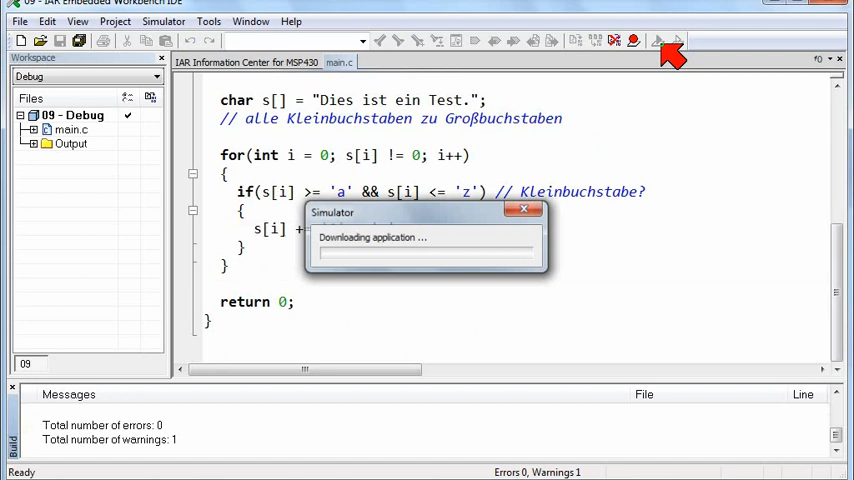 09 - IAR Embedded Workbench IDE
File Edit View Project Simulator Tools Window Help
Workspace
Debug
Files
09 - Debug
main.c
Output
09
IAR Information Center for MSP430 main.c
f()
char s[] = "Dies ist ein Test.";
// alle Kleinbuchstaben zu Großbuchstaben
for(int i = 0; s[i] != 0; i++)
{
if(s[i] >= 'a' && s[i] <= 'z') // Kleinbuchstabe?
{
s[i] +
}
}
return 0;
}
Simulator
Downloading application ...
Messages File Line
Total number of errors: 0
Total number of warnings: 1
Build
Ready Errors 0, Warnings 1